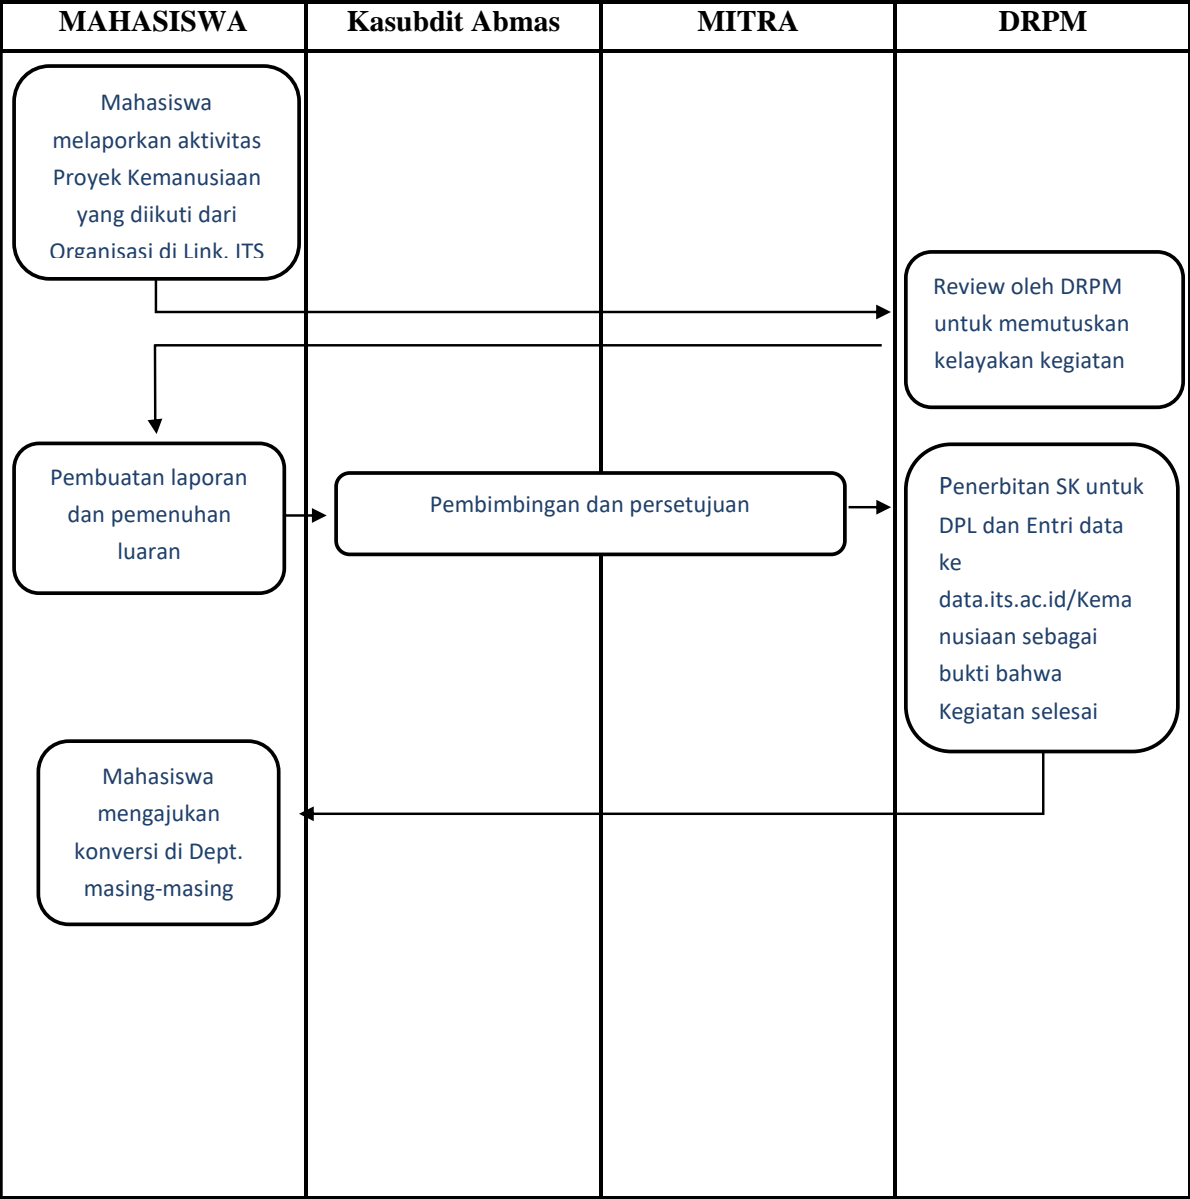 MAHASISWA
Kasubdit Abmas
MITRA
DRPM
Mahasiswa
melaporkan aktivitas
Proyek Kemanusiaan
yang diikuti dari
Organisasi di Link. ITS
Review oleh DRPM
untuk memutuskan
kelayakan kegiatan
Pembuatan laporan
dan pemenuhan
luaran
Pembimbingan dan persetujuan
Penerbitan SK untuk
DPL dan Entri data
ke
data.its.ac.id/Kema
nusiaan sebagai
bukti bahwa
Kegiatan selesai
Mahasiswa
mengajukan
konversi di Dept.
masing-masing